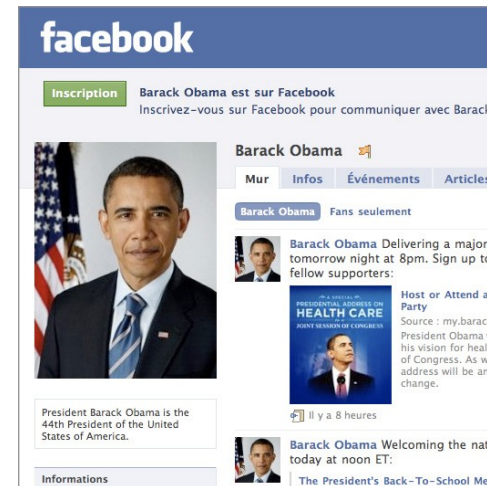 facebook
Inscription
Barack Obama est sur Facebook
Inscrivez-vous sur Facebook pour communiquer avec Barack
Barack Obama
Mur Infos Événements Articles
Barack Obama Fans seulement
Barack Obama Delivering a major
tomorrow night at 8pm. Sign up to
fellow supporters:
A SPECIAL
PRESIDENTIAL ADDRESS ON
HEALTH CARE
JOINT SESSION OF CONGRESS
Host or Attend a
Party
Source : my.barac
President Obama
his vision for heal
of Congress. As w
address will be an
change.
Il y a 8 heures
President Barack Obama is the
44th President of the United
States of America.
Barack Obama Welcoming the nat
today at noon ET:
Informations
The President's Back-To-School Me